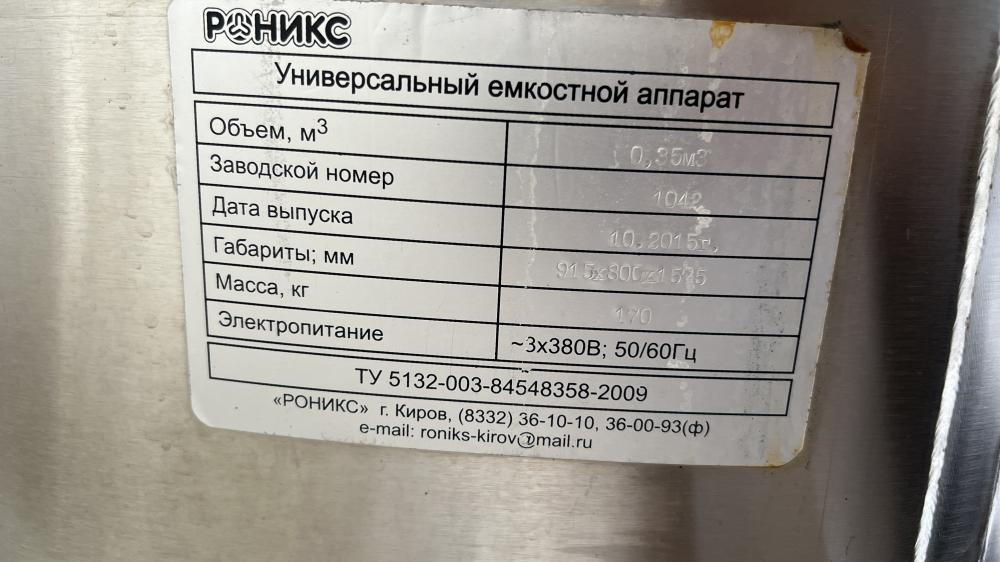 РОНИКС
Универсальный емкостной аппарат
Объем, м3 0,35м3
Заводской номер 1042
Дата выпуска 10.2015г.
Габариты; мм
Масса, кг 170
Электропитание ~3х380В; 50/60Гц
ТУ 5132-003-84548358-2009
«РОНИКС» г. Киров, (8332) 36-10-10, 36-00-93(ф)
e-mail: roniks-kirov@mail.ru